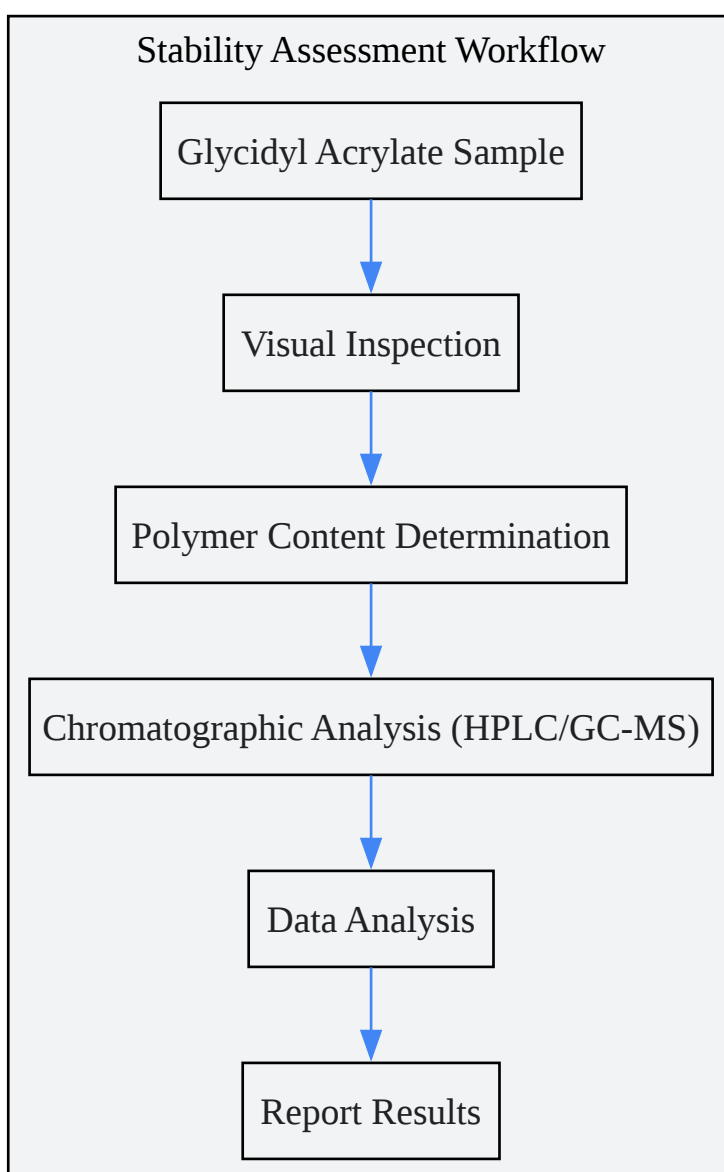 Stability Assessment Workflow
Glycidyl Acrylate Sample
Visual Inspection
Polymer Content Determination
Chromatographic Analysis (HPLC/GC-MS)
Data Analysis
Report Results